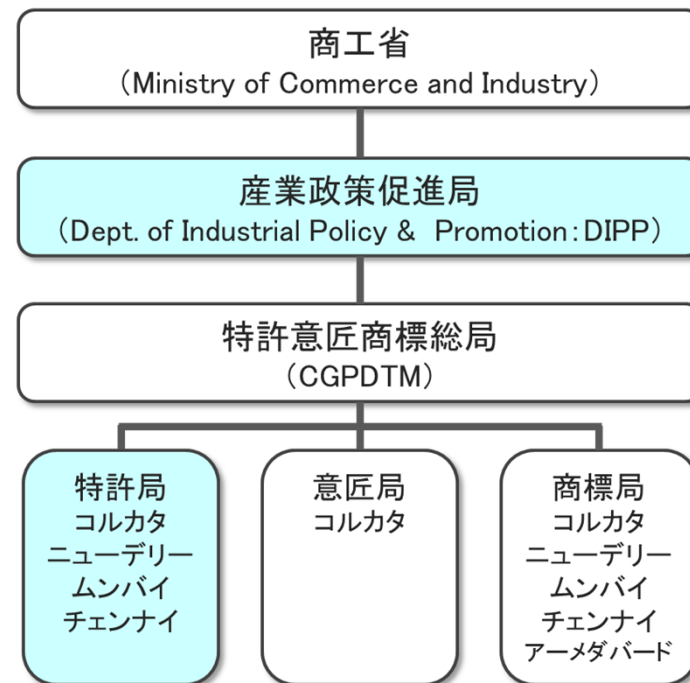 商工省
（Ministry of Commerce and Industry）
産業政策促進局
（Dept. of Industrial Policy &　Promotion：DIPP）
特許意匠商標総局
（CGPDTM）
特許局
コルカタ
ニューデリー
ムンバイ
チェンナイ
意匠局
コルカタ
商標局
コルカタ
ニューデリー
ムンバイ
チェンナイ
アーメダバード